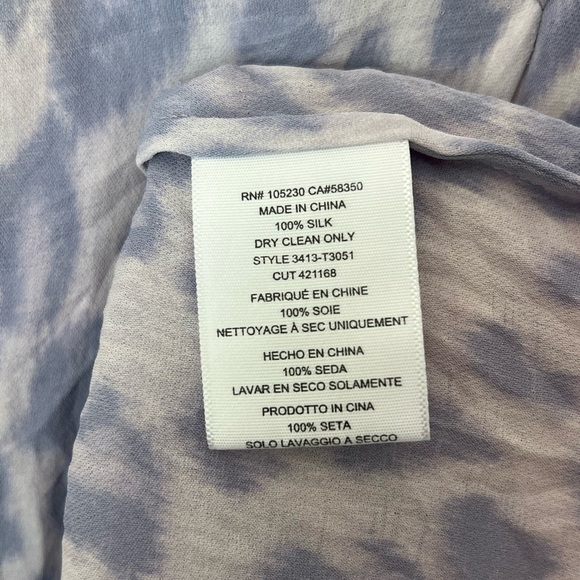 RN# 105230 CA#58350
MADE IN CHINA
100% SILK
DRY CLEAN ONLY
STYLE 3413-T3051
CUT 421168
FABRIQUÉ EN CHINE
100% SOIE
NETTOYAGE À SEC UNIQUEMENT
HECHO EN CHINA
100% SEDA
LAVAR EN SECO SOLAMENTE
PRODOTTO IN CINA
100% SETA
SOLO LAVAGGIO A SECCO